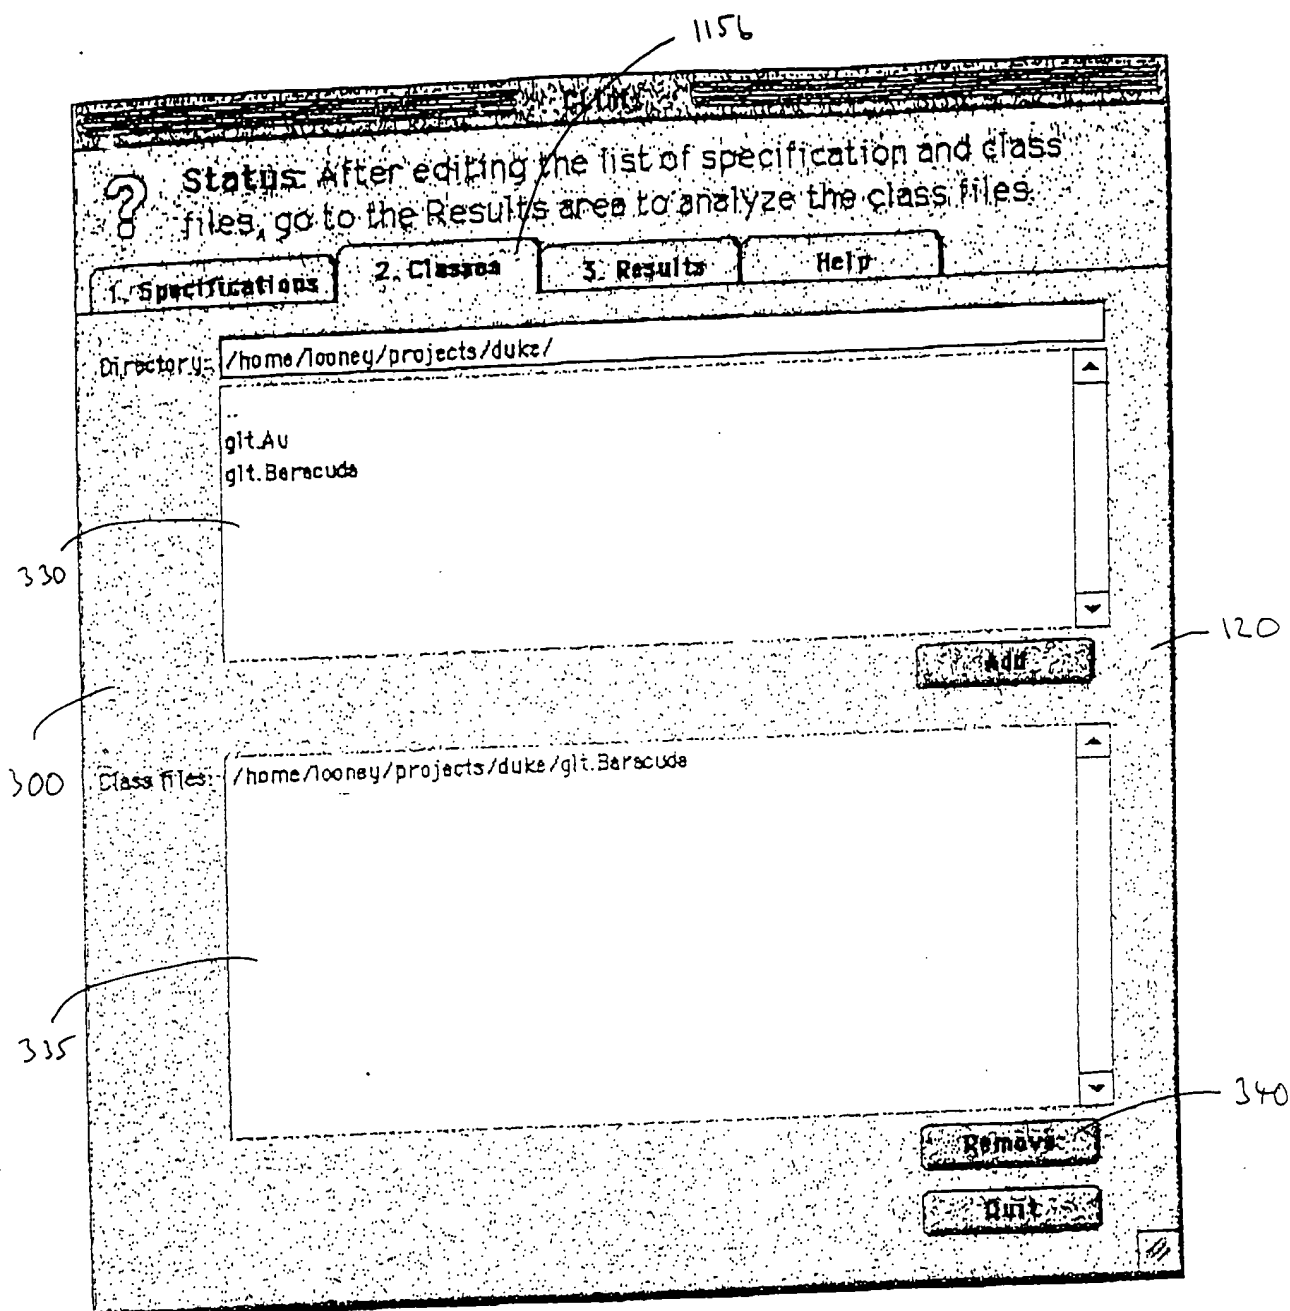 1156
Status: After editing the list of specification and class
files, go to the Results area to analyze the class files.
1. Specifications
2. Classes
3. Results
Help
Directory: /home/looney/projects/duke/
..
glt.Au
glt.Baracuda
330
Add
120
300
Class files: /home/looney/projects/duke/glt.Baracuda
335
340
Remove
Quit